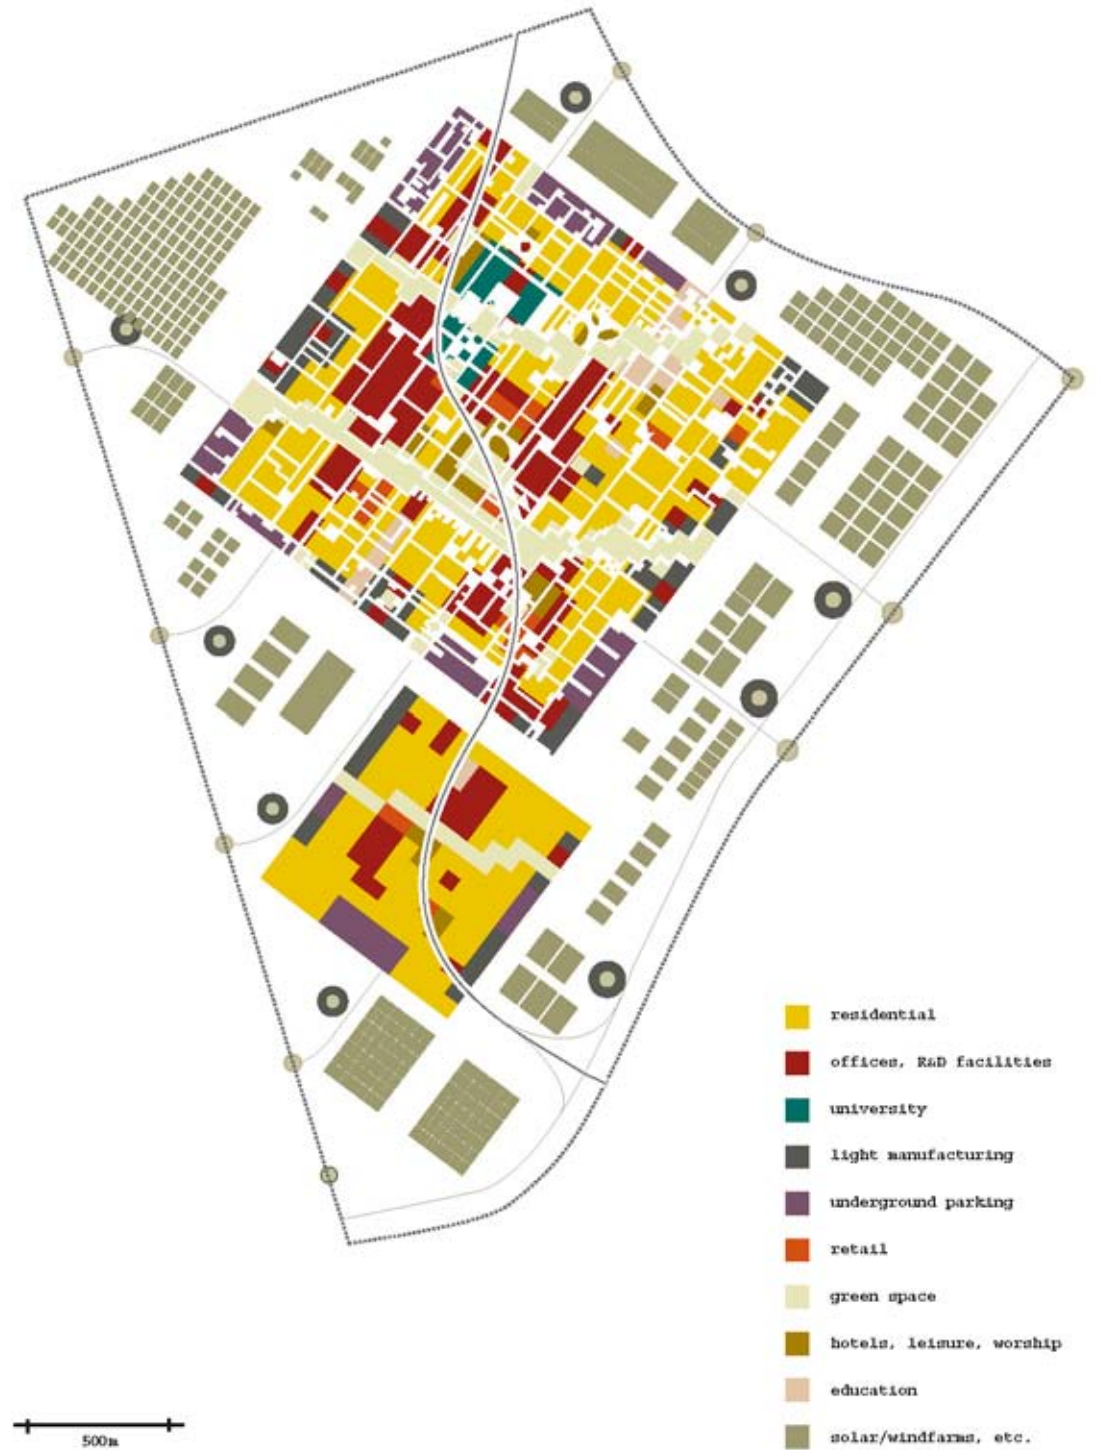 residential
offices, R&D facilities
university
light manufacturing
underground parking
retail
green space
hotels, leisure, worship
education
solar/windfarms, etc.
500m